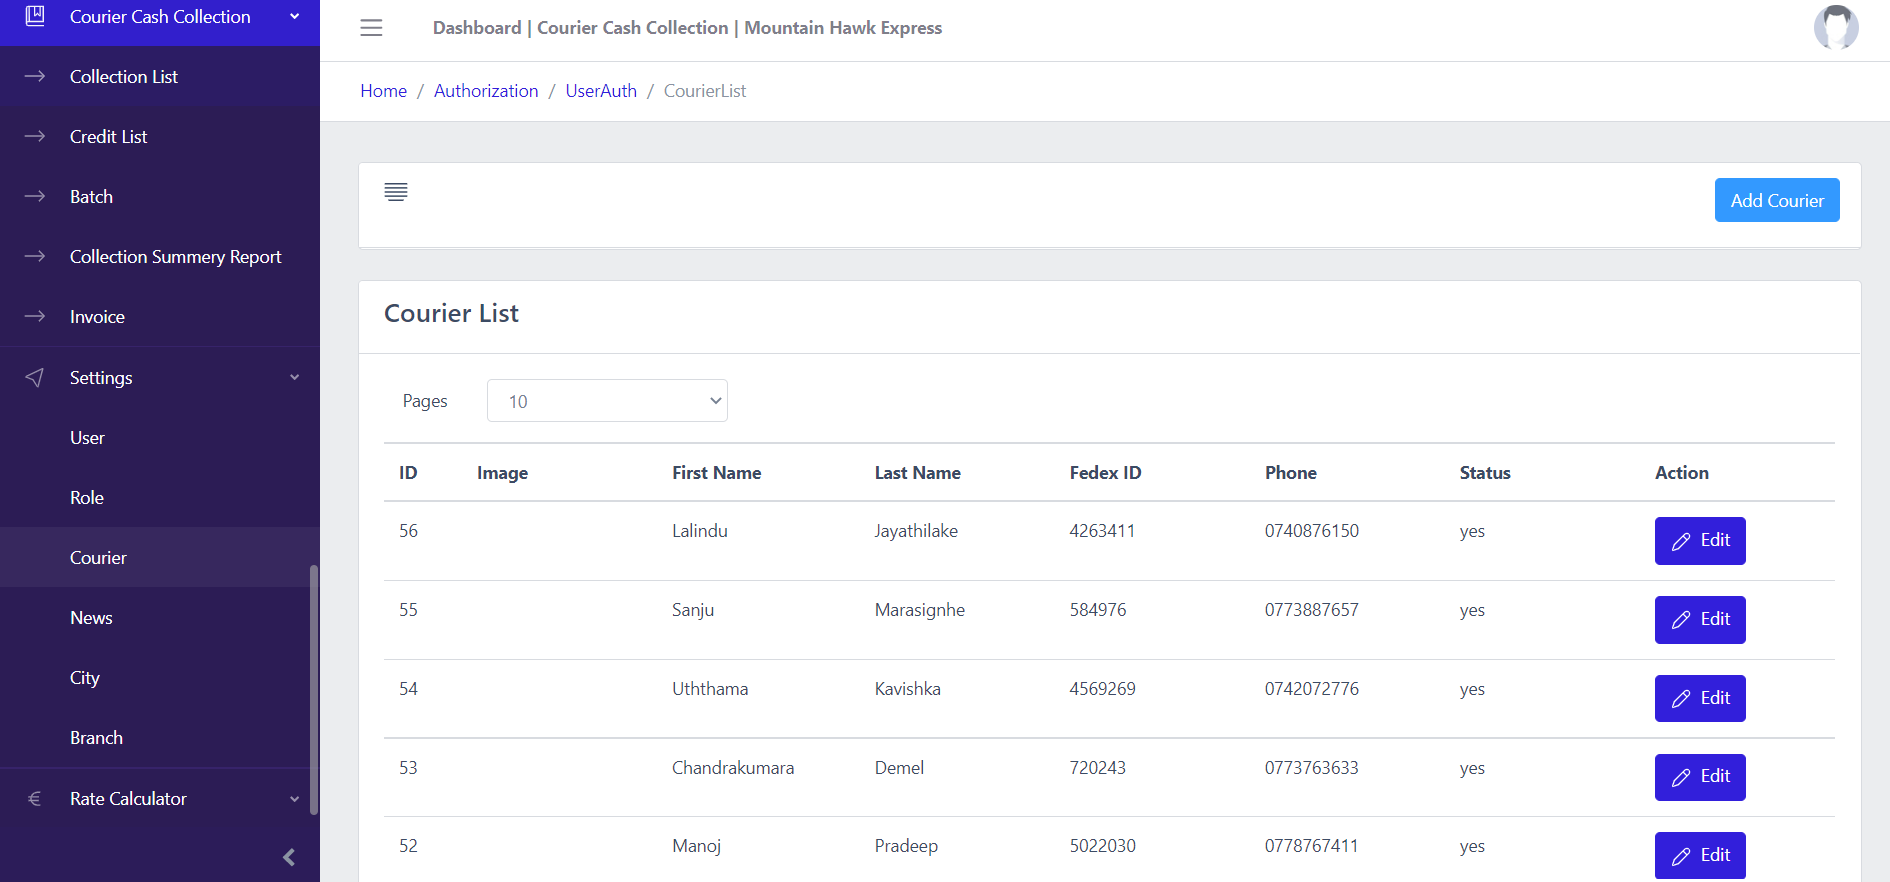 Courier Cash Collection
Collection List
Credit List
Batch
Collection Summery Report
Invoice
Settings
User
Role
Courier
News
City
Branch
€ Rate Calculator
Dashboard | Courier Cash Collection | Mountain Hawk Express
Home / Authorization / UserAuth / CourierList
Add Courier
Courier List
Pages 10
ID Image First Name Last Name Fedex ID Phone Status Action
56 Lalindu Jayathilake 4263411 0740876150 yes Edit
55 Sanju Marasignhe 584976 0773887657 yes Edit
54 Uththama Kavishka 4569269 0742072776 yes Edit
53 Chandrakumara Demel 720243 0773763633 yes Edit
52 Manoj Pradeep 5022030 0778767411 yes Edit